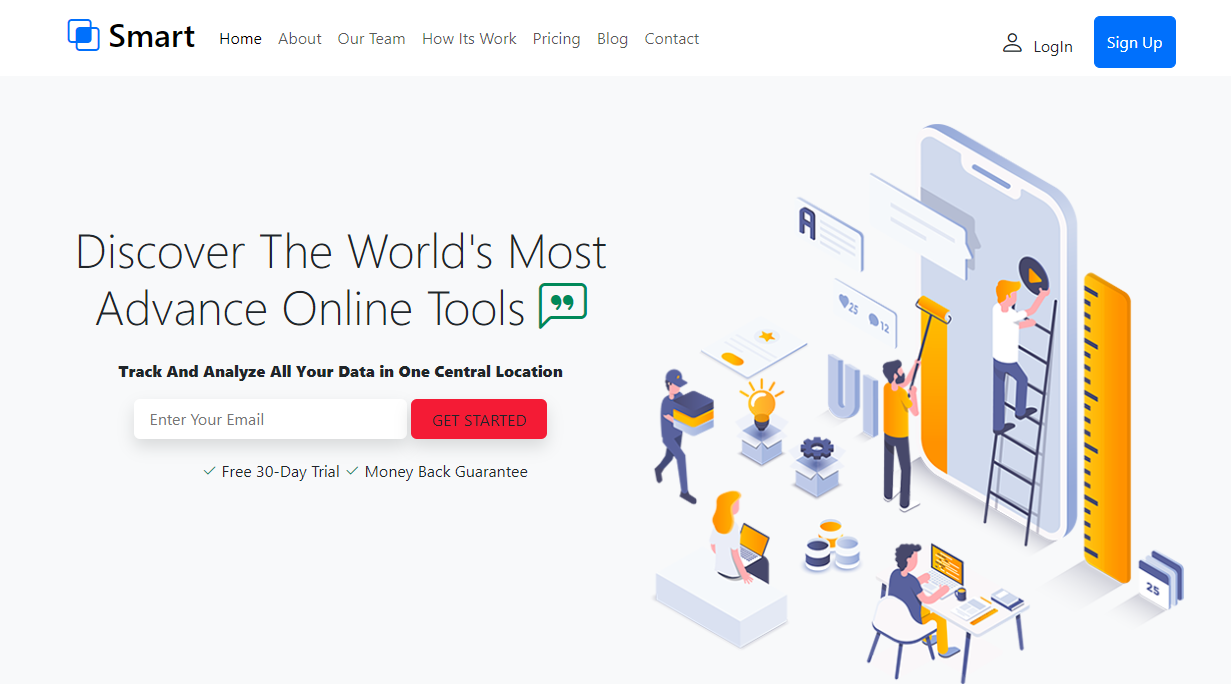 Smart
Home About Our Team How Its Work Pricing Blog Contact
LogIn
Sign Up
Discover The World's Most
Advance Online Tools
Track And Analyze All Your Data in One Central Location
Enter Your Email
GET STARTED
Free 30-Day Trial Money Back Guarantee
A
25
12
UI
25